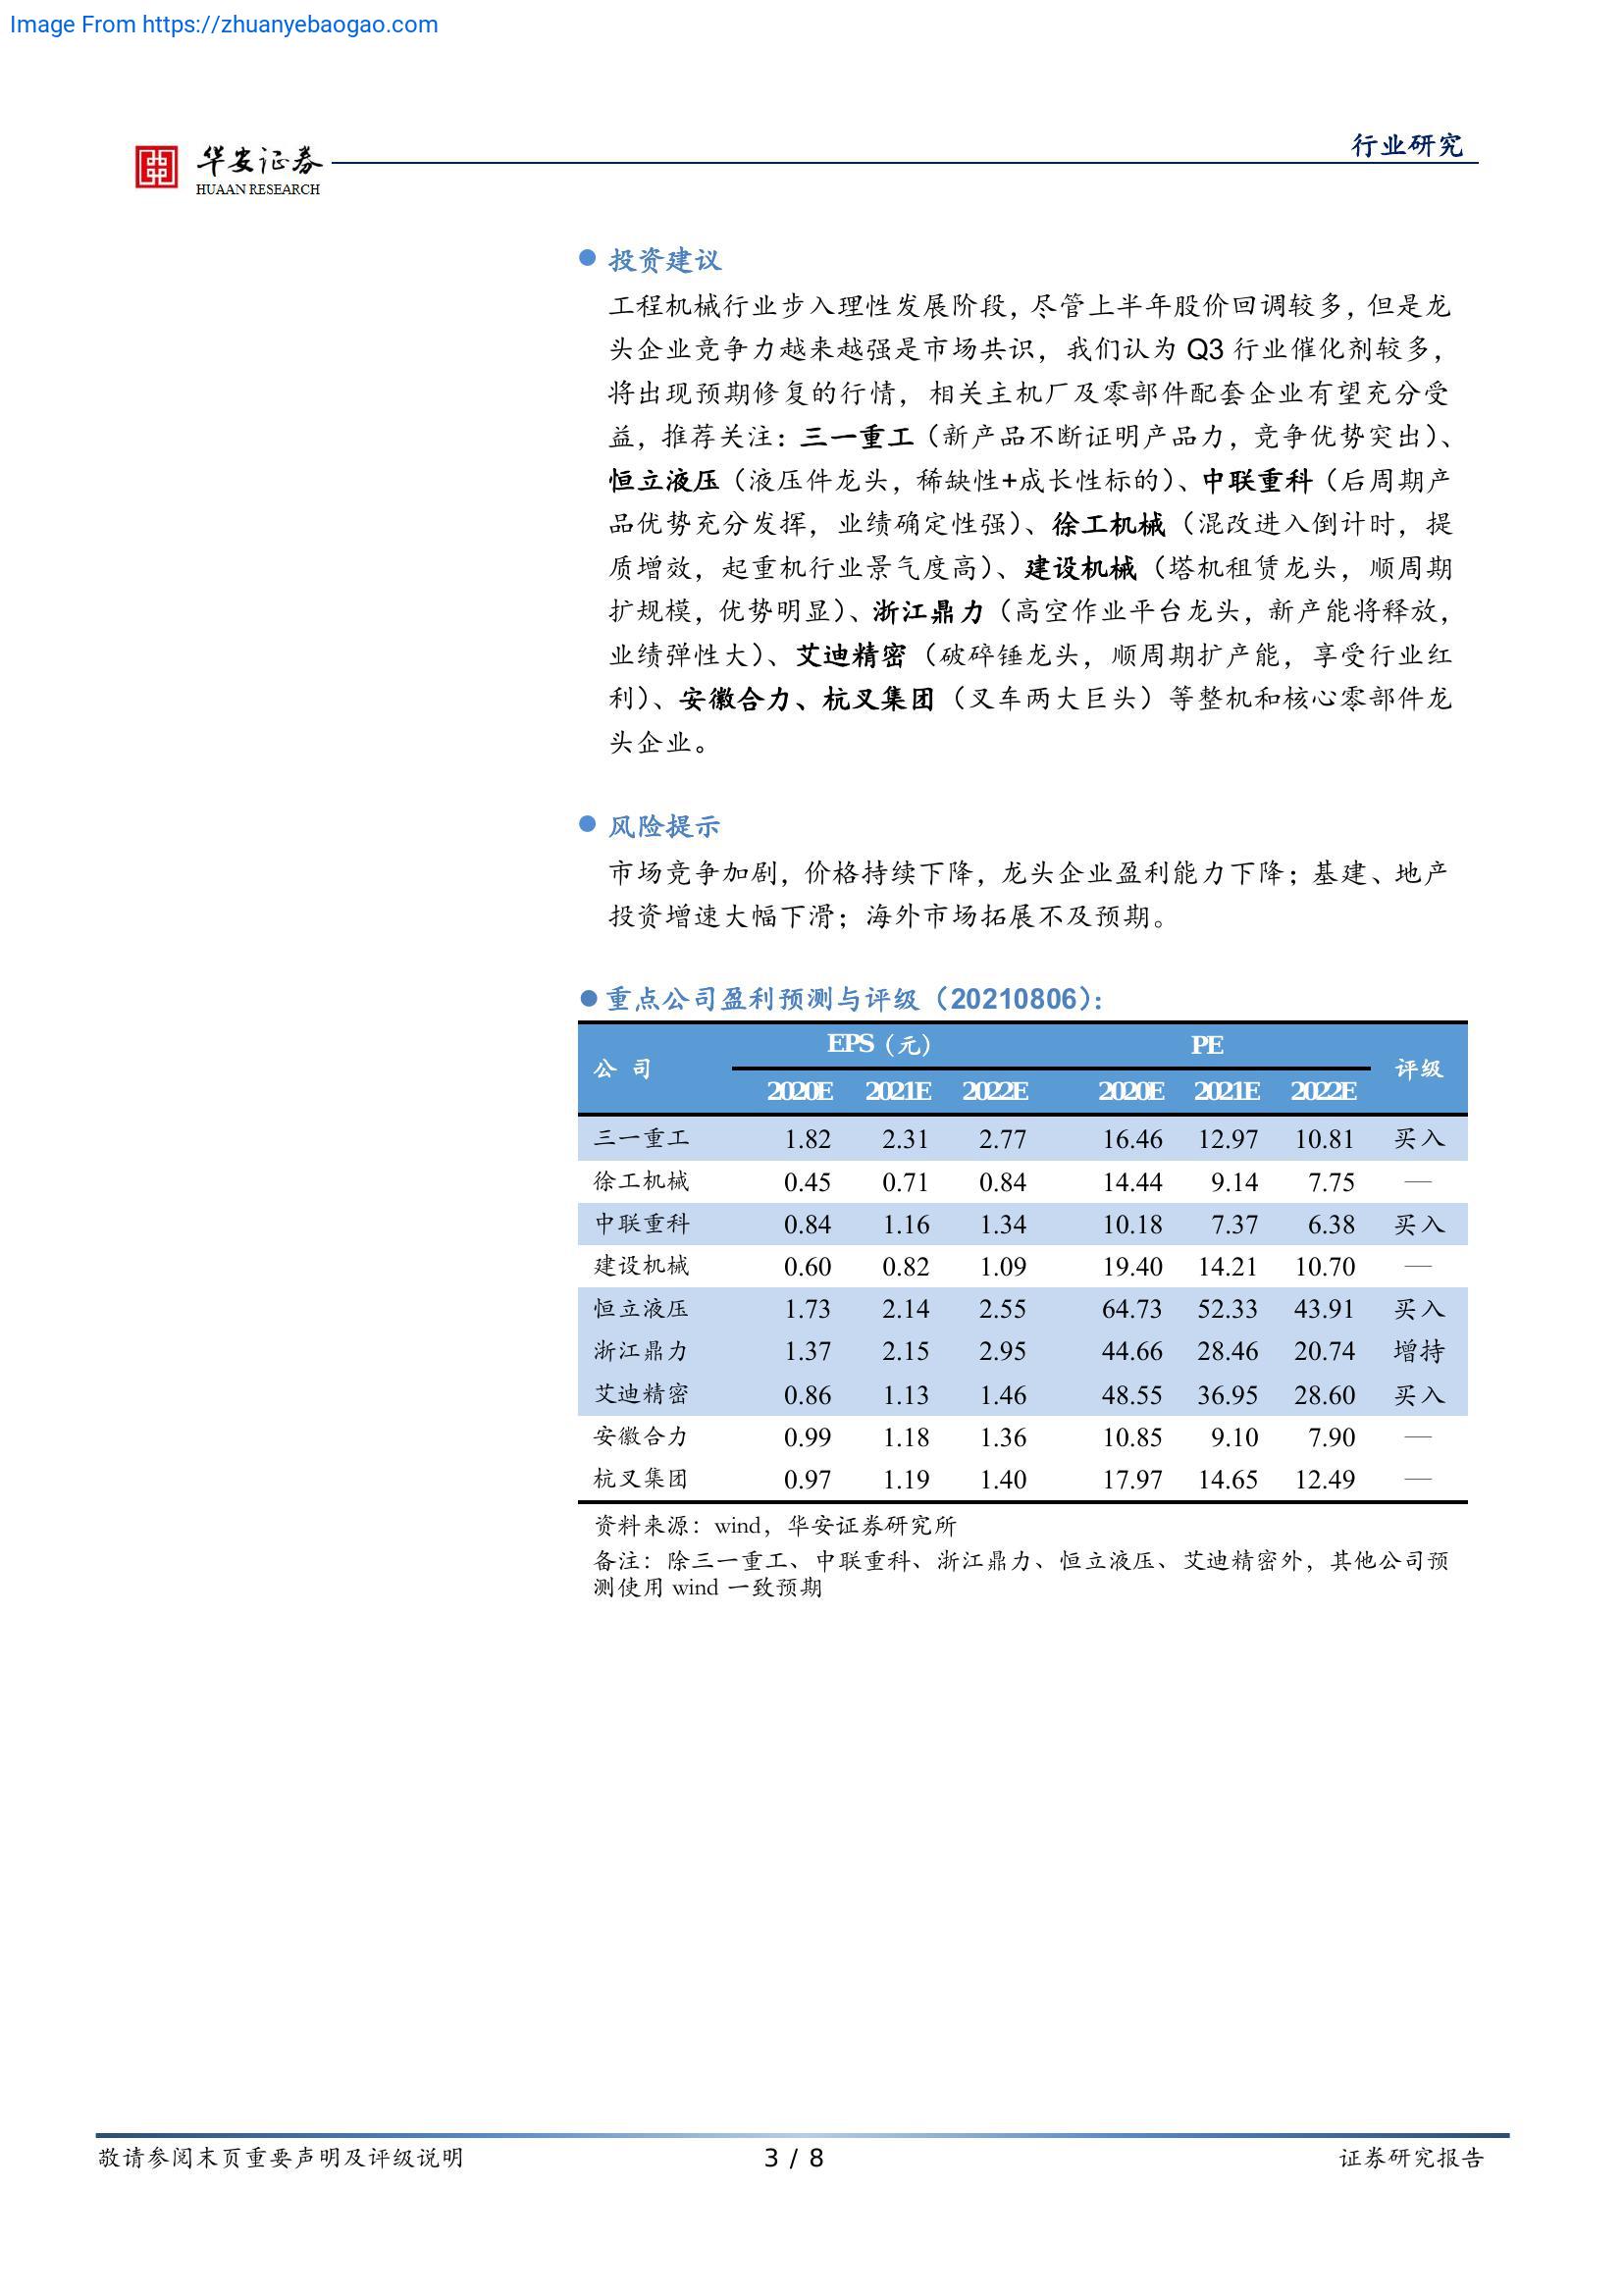 Image From https://zhuanyebaogao.com
行业研究
华安证券
HUAAN RESEARCH
投资建议
工程机械行业步入理性发展阶段，尽管上半年股价回调较多，但是龙
头企业竞争力越来越强是市场共识，我们认为 Q3 行业催化剂较多，
将出现预期修复的行情，相关主机厂及零部件配套企业有望充分受
益，推荐关注：三一重工（新产品不断证明产品力，竞争优势突出）、
恒立液压（液压件龙头，稀缺性+成长性标的）、中联重科（后周期产
品优势充分发挥，业绩确定性强）、徐工机械（混改进入倒计时，提
质增效，起重机行业景气度高）、建设机械（塔机租赁龙头，顺周期
扩规模，优势明显）、浙江鼎力（高空作业平台龙头，新产能将释放，
业绩弹性大）、艾迪精密（破碎锤龙头，顺周期扩产能，享受行业红
利）、安徽合力、杭叉集团（叉车两大巨头）等整机和核心零部件龙
头企业。
风险提示
市场竞争加剧，价格持续下降，龙头企业盈利能力下降；基建、地产
投资增速大幅下滑；海外市场拓展不及预期。
重点公司盈利预测与评级（20210806）：
公 司 EPS（元） PE 评级
2020E 2021E 2022E 2020E 2021E 2022E
三一重工 1.82 2.31 2.77 16.46 12.97 10.81 买入
徐工机械 0.45 0.71 0.84 14.44 9.14 7.75 —
中联重科 0.84 1.16 1.34 10.18 7.37 6.38 买入
建设机械 0.60 0.82 1.09 19.40 14.21 10.70 —
恒立液压 1.73 2.14 2.55 64.73 52.33 43.91 买入
浙江鼎力 1.37 2.15 2.95 44.66 28.46 20.74 增持
艾迪精密 0.86 1.13 1.46 48.55 36.95 28.60 买入
安徽合力 0.99 1.18 1.36 10.85 9.10 7.90 —
杭叉集团 0.97 1.19 1.40 17.97 14.65 12.49 —
资料来源：wind，华安证券研究所
备注：除三一重工、中联重科、浙江鼎力、恒立液压、艾迪精密外，其他公司预
测使用 wind 一致预期
敬请参阅末页重要声明及评级说明 3 / 8 证券研究报告